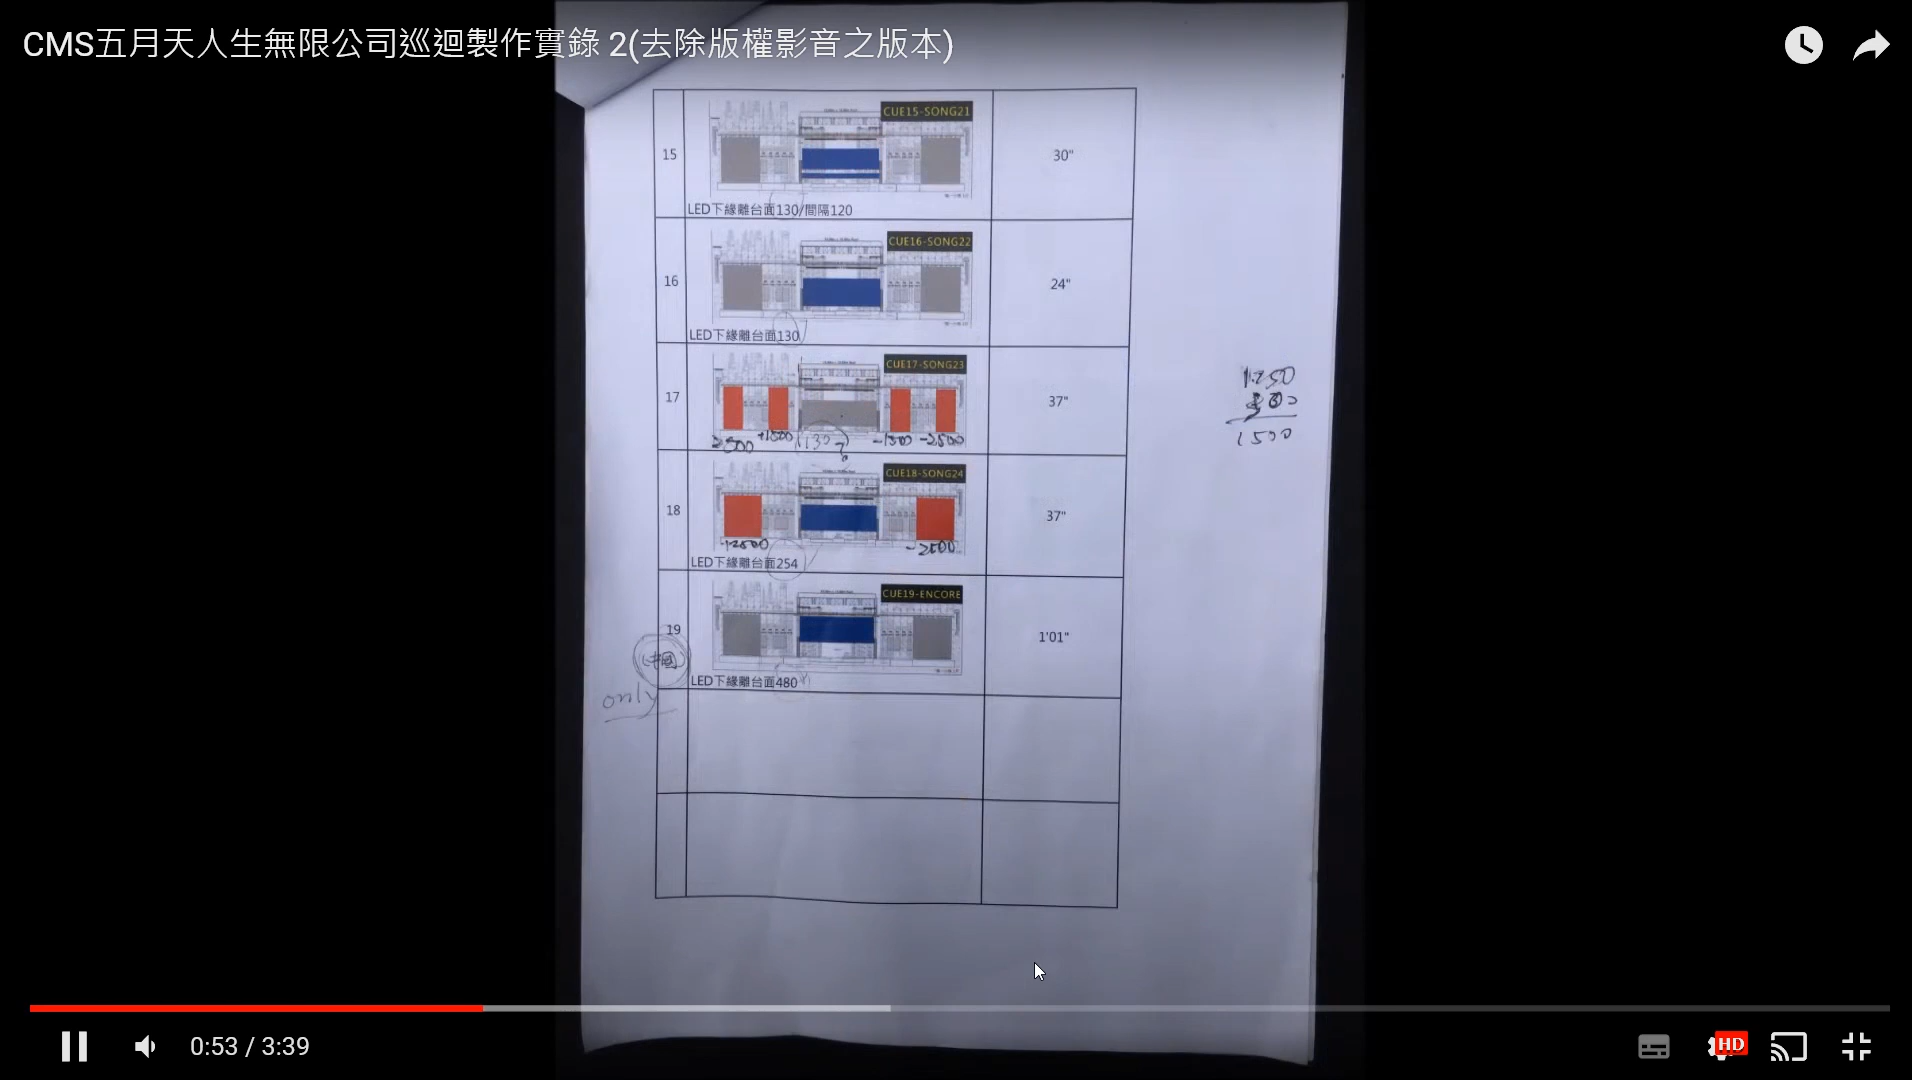 CMS五月天人生無限公司巡迴製作實錄 2(去除版權影音之版本)
15
CUE15-SONG21
30"
LED下緣離台面130/間隔120
16
CUE16-SONG22
24"
LED下緣離台面130
17
CUE17-SONG23
37"
2500 +1500 (130)? -1500 -2500
1250
1500
18
CUE18-SONG24
37"
+2500 -2500
LED下緣離台面254
19
CUE19-ENCORE
1'01"
LED下緣離台面480
only
0:53 / 3:39
HD